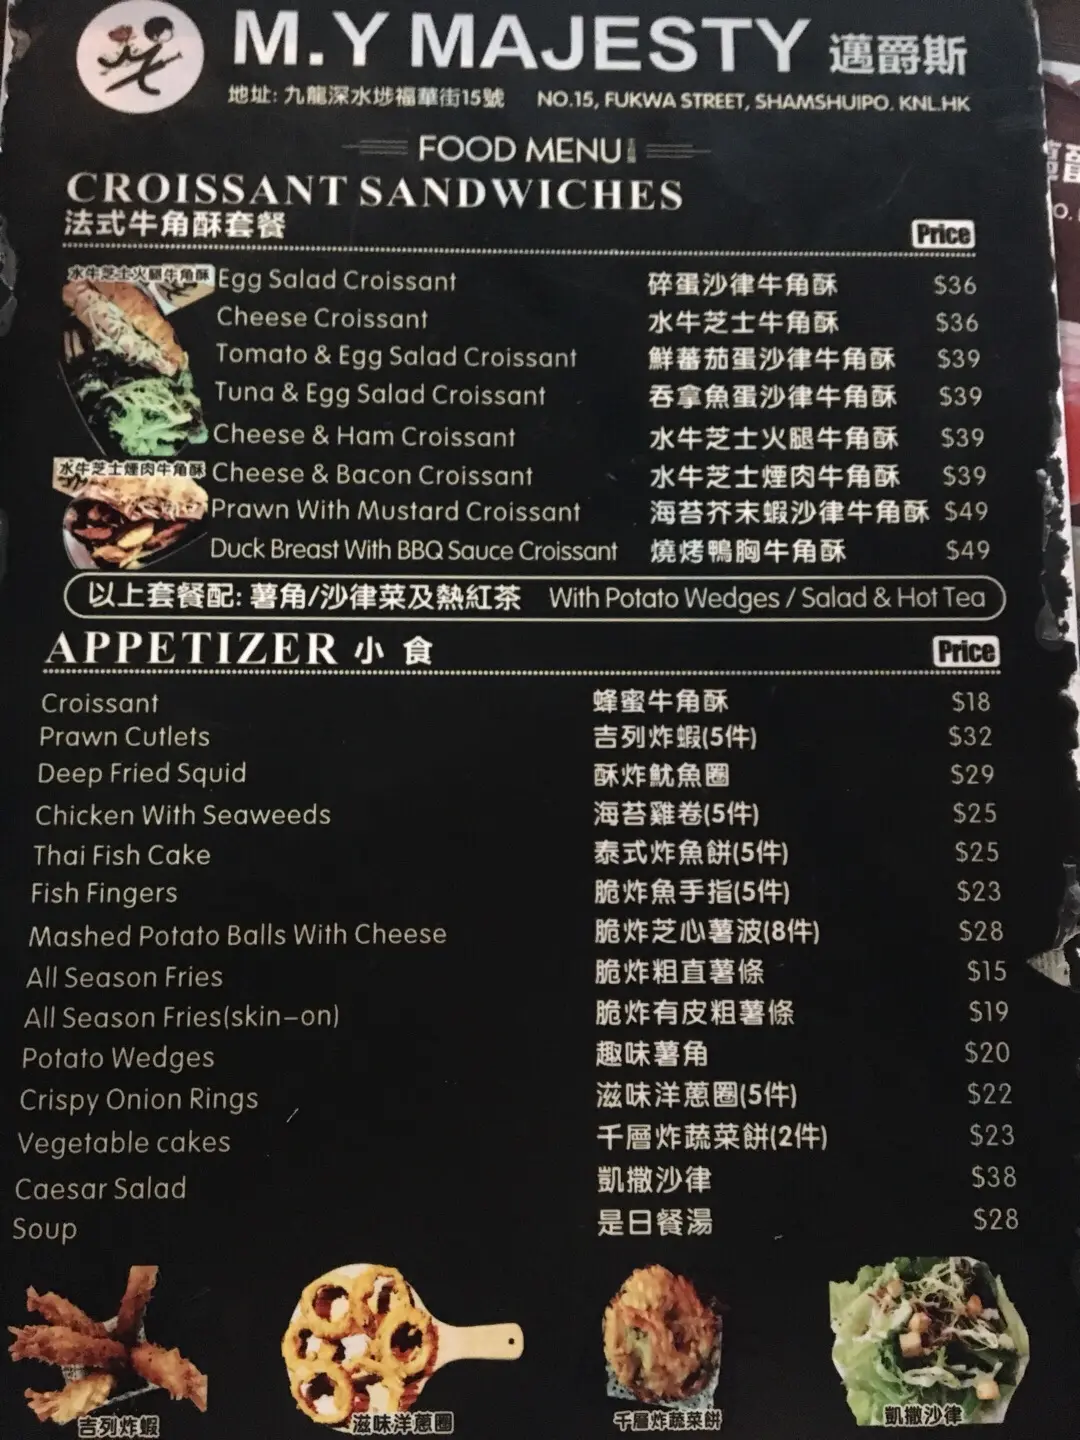 M.Y MAJESTY 邁爵斯
地址: 九龍深水埗福華街15號 NO.15, FUKWA STREET, SHAMSHUIPO. KNL.HK
FOOD MENU
CROISSANT SANDWICHES
法式牛角酥套餐 Price
水牛芝士火腿牛角酥
Egg Salad Croissant 碎蛋沙律牛角酥 $36
Cheese Croissant 水牛芝士牛角酥 $36
Tomato & Egg Salad Croissant 鮮蕃茄蛋沙律牛角酥 $39
Tuna & Egg Salad Croissant 吞拿魚蛋沙律牛角酥 $39
Cheese & Ham Croissant 水牛芝士火腿牛角酥 $39
水牛芝士煙肉牛角酥
Cheese & Bacon Croissant 水牛芝士煙肉牛角酥 $39
Prawn With Mustard Croissant 海苔芥末蝦沙律牛角酥 $49
Duck Breast With BBQ Sauce Croissant 燒烤鴨胸牛角酥 $49
以上套餐配: 薯角/沙律菜及熱紅茶 With Potato Wedges / Salad & Hot Tea
APPETIZER 小 食 Price
Croissant 蜂蜜牛角酥 $18
Prawn Cutlets 吉列炸蝦(5件) $32
Deep Fried Squid 酥炸魷魚圈 $29
Chicken With Seaweeds 海苔雞卷(5件) $25
Thai Fish Cake 泰式炸魚餅(5件) $25
Fish Fingers 脆炸魚手指(5件) $23
Mashed Potato Balls With Cheese 脆炸芝心薯波(8件) $28
All Season Fries 脆炸粗直薯條 $15
All Season Fries(skin-on) 脆炸有皮粗薯條 $19
Potato Wedges 趣味薯角 $20
Crispy Onion Rings 滋味洋蔥圈(5件) $22
Vegetable cakes 千層炸蔬菜餅(2件) $23
Caesar Salad 凱撒沙律 $38
Soup 是日餐湯 $28
吉列炸蝦 滋味洋蔥圈 千層炸蔬菜餅 凱撒沙律